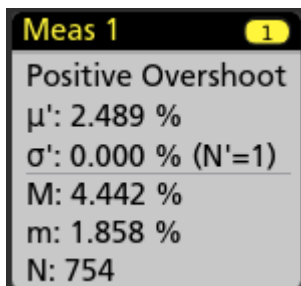 Meas 1 1
Positive Overshoot
μ': 2.489 %
σ': 0.000 % (N'=1)
M: 4.442 %
m: 1.858 %
N: 754